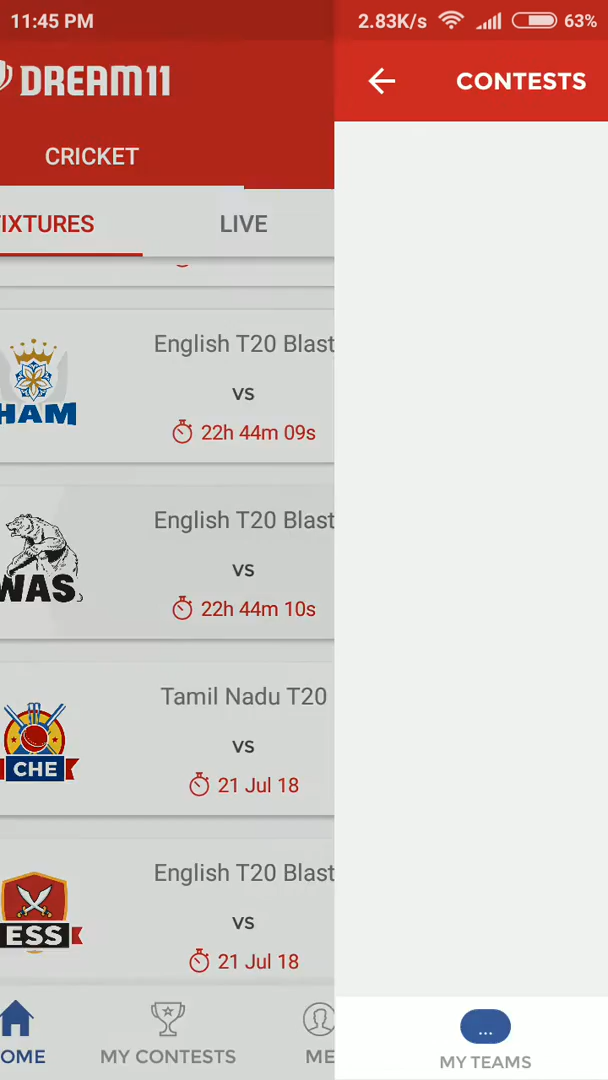 11:45 PM
2.83K/s
63%
DREAM11
CONTESTS
CRICKET
IXTURES
LIVE
English T20 Blast
HAM
VS
22h 44m 09s
English T20 Blast
WAS
VS
22h 44m 10s
Tamil Nadu T20
CHE
VS
21 Jul 18
English T20 Blast
ESS
VS
21 Jul 18
OME
MY CONTESTS
ME
...
MY TEAMS